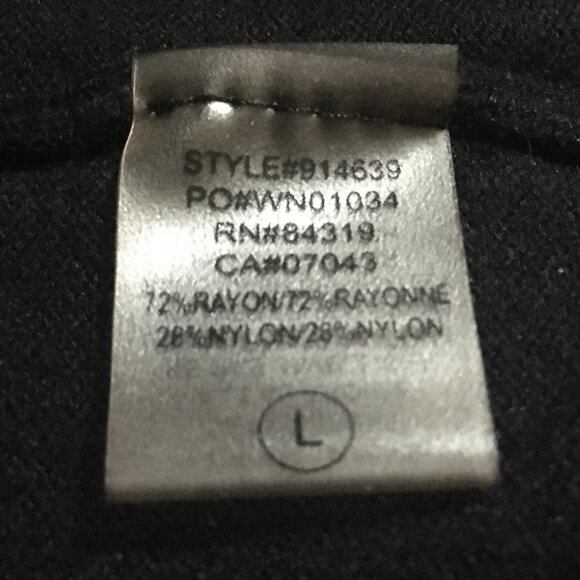 STYLE#914639
PO#WN01034
RN#84319
CA#07043
72%RAYON/72%RAYONNE
28%NYLON/28%NYLON
L